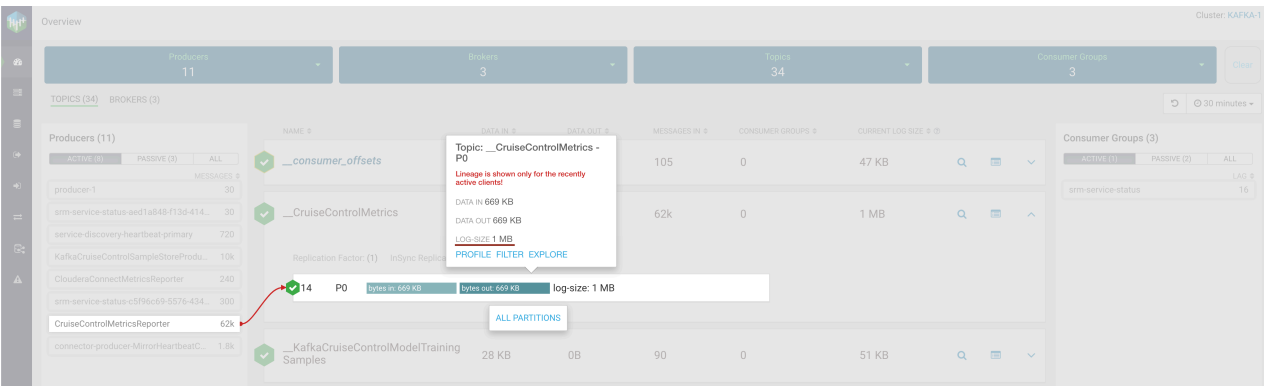 Overview
Cluster: KAFKA-1
Producers
11
Brokers
3
Topics
34
Consumer Groups
3
Clear
TOPICS (34) BROKERS (3)
30 minutes
Producers (11)
ACTIVE (8) PASSIVE (3) ALL
MESSAGES
producer-1 30
srm-service-status-aed1a848-f13d-414... 30
service-discovery-heartbeat-primary 720
KafkaCruiseControlSampleStoreProdu... 10k
ClouderaConnectMetricsReporter 240
srm-service-status-c5f96c69-5576-434... 300
CruiseControlMetricsReporter 62k
connector-producer-MirrorHeartbeatC... 1.8k
NAME DATA IN DATA OUT MESSAGES IN CONSUMER GROUPS CURRENT LOG SIZE
__consumer_offsets 105 0 47 KB
__CruiseControlMetrics 62k 0 1 MB
Replication Factor: (1) InSync Replica
14 P0 bytes in: 669 KB bytes out: 669 KB log-size: 1 MB
ALL PARTITIONS
__KafkaCruiseControlModelTraining
Samples 28 KB 0B 90 0 51 KB
Topic: __CruiseControlMetrics -
P0
Lineage is shown only for the recently
active clients!
DATA IN 669 KB
DATA OUT 669 KB
LOG-SIZE 1 MB
PROFILE FILTER EXPLORE
Consumer Groups (3)
ACTIVE (1) PASSIVE (2) ALL
LAG
srm-service-status 16